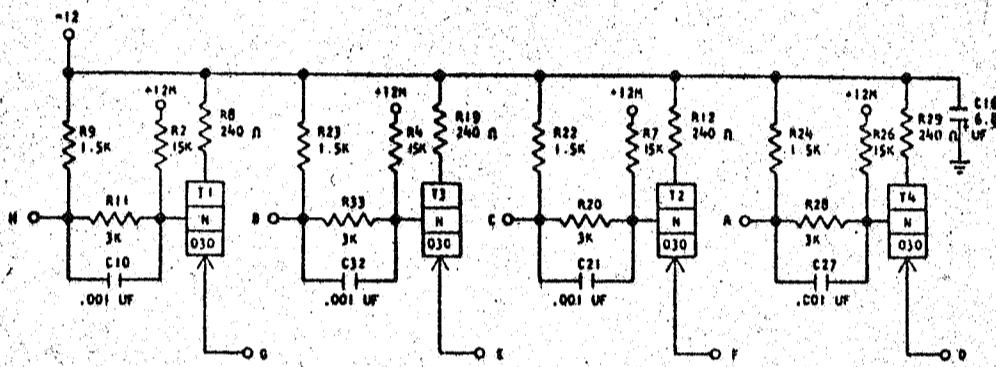 -12
+12M
R8
240 Ω
R9
1.5K
R2
15K
R11
3K
C10
.001 UF
T1
N
030
G
+12M
R19
240 Ω
R23
1.5K
R4
15K
B
R33
3K
C32
.001 UF
T3
N
030
+12M
R12
240 Ω
R22
1.5K
R7
15K
C
R20
3K
C21
.001 UF
T2
N
030
F
+12M
R29
240 Ω
R24
1.5K
R26
15K
A
R28
3K
C27
.001 UF
T4
N
030
D
UF